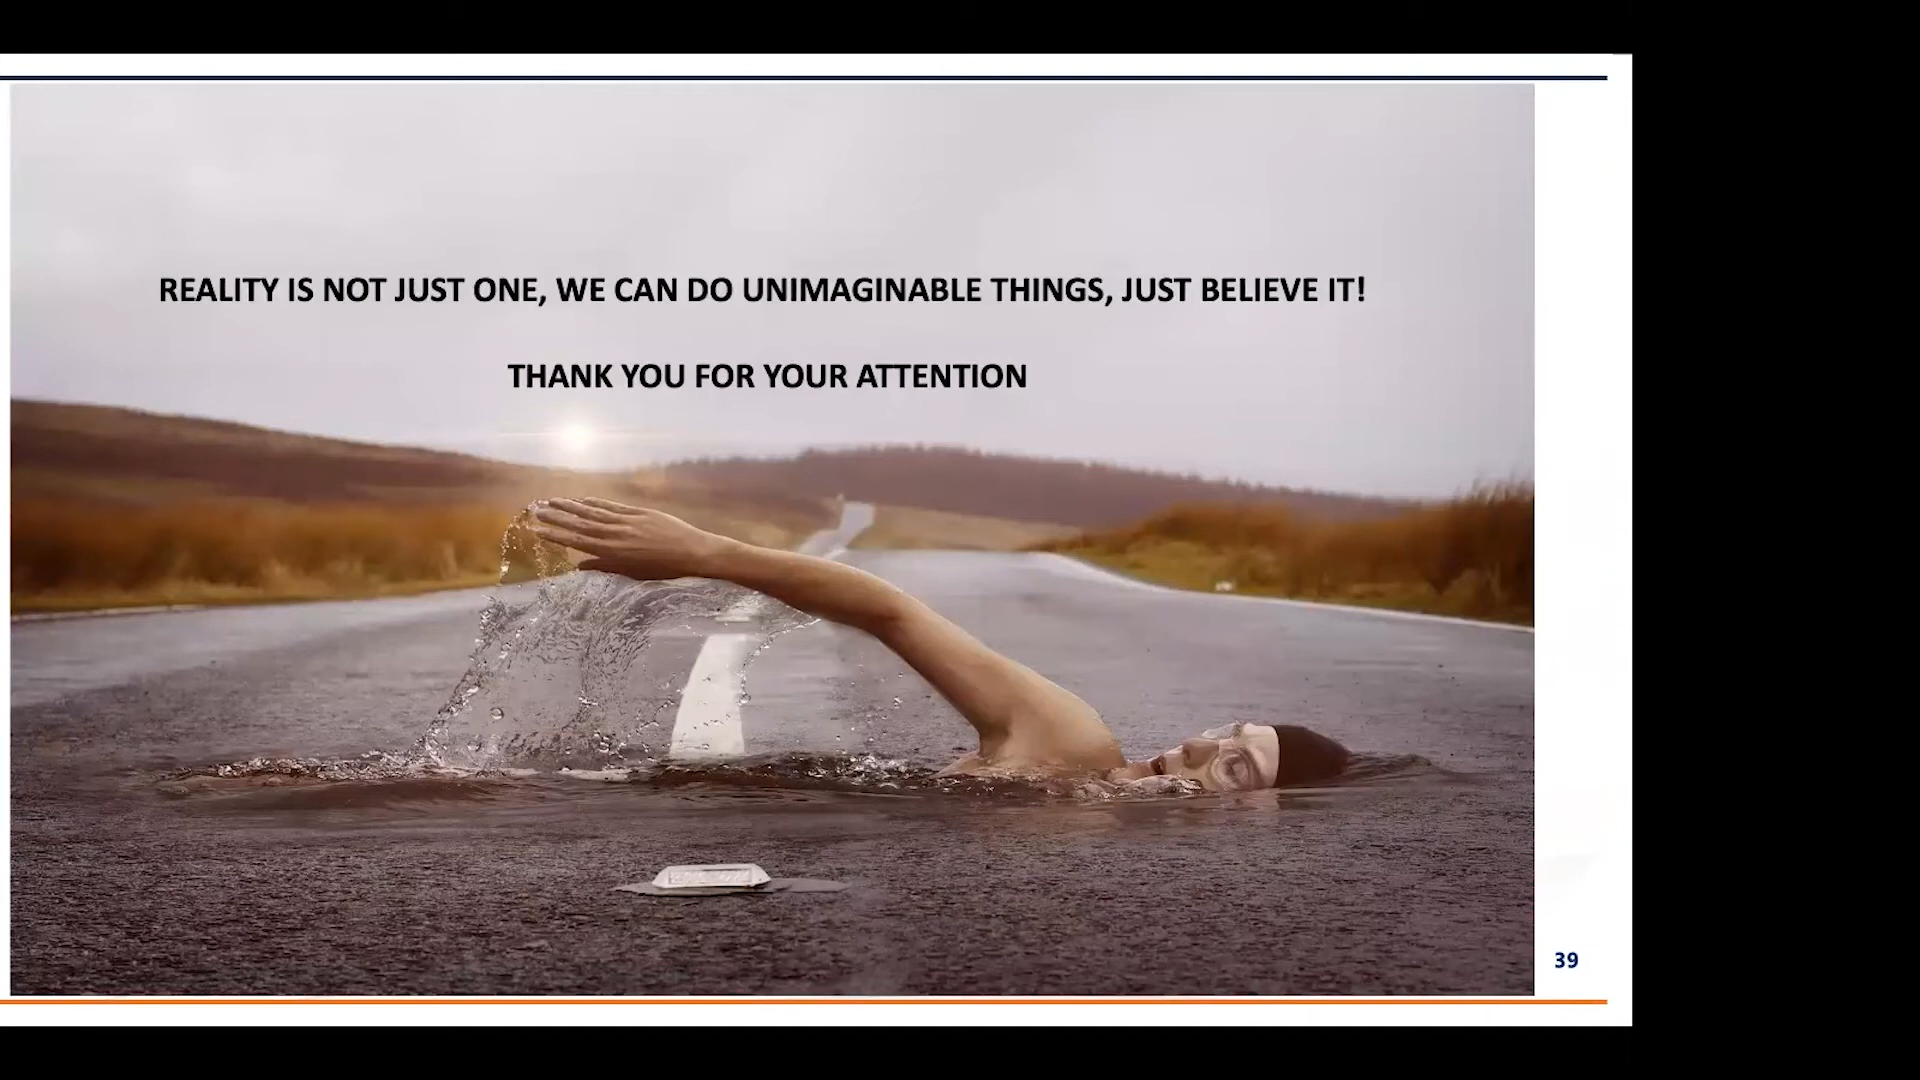 REALITY IS NOT JUST ONE, WE CAN DO UNIMAGINABLE THINGS, JUST BELIEVE IT!
THANK YOU FOR YOUR ATTENTION
39